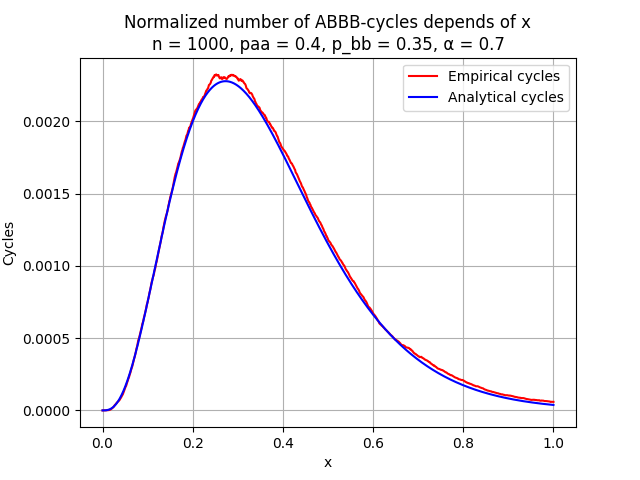 Normalized number of ABBB-cycles depends of x
n = 1000, paa = 0.4, p_bb = 0.35, α = 0.7
Empirical cycles
Analytical cycles
Cycles
0.0020
0.0015
0.0010
0.0005
0.0000
0.0 0.2 0.4 0.6 0.8 1.0
x